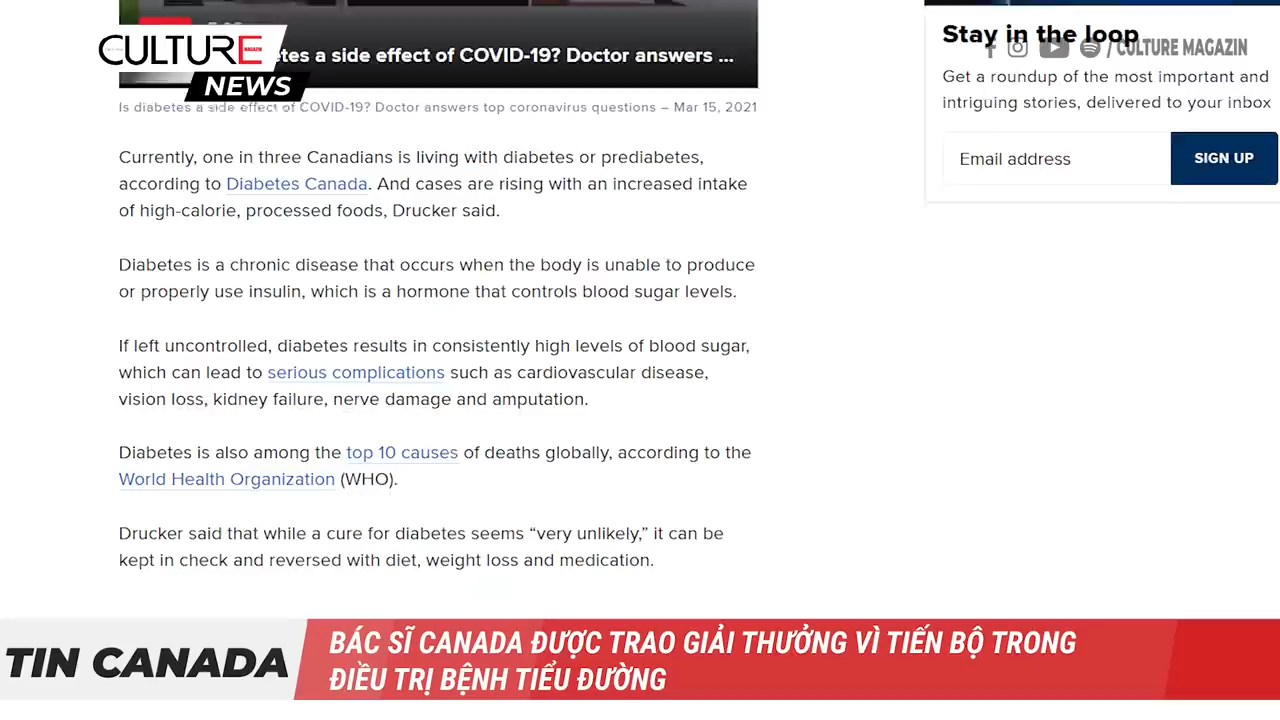 CULTURE
MAGAZIN
NEWS
etes a side effect of COVID-19? Doctor answers ...
Is diabetes a side effect of COVID-19? Doctor answers top coronavirus questions – Mar 15, 2021
Currently, one in three Canadians is living with diabetes or prediabetes,
according to Diabetes Canada. And cases are rising with an increased intake
of high-calorie, processed foods, Drucker said.
Diabetes is a chronic disease that occurs when the body is unable to produce
or properly use insulin, which is a hormone that controls blood sugar levels.
If left uncontrolled, diabetes results in consistently high levels of blood sugar,
which can lead to serious complications such as cardiovascular disease,
vision loss, kidney failure, nerve damage and amputation.
Diabetes is also among the top 10 causes of deaths globally, according to the
World Health Organization (WHO).
Drucker said that while a cure for diabetes seems “very unlikely,” it can be
kept in check and reversed with diet, weight loss and medication.
Stay in the loop
/ CULTURE MAGAZIN
Get a roundup of the most important and
intriguing stories, delivered to your inbox
Email address
SIGN UP
TIN CANADA
BÁC SĨ CANADA ĐƯỢC TRAO GIẢI THƯỞNG VÌ TIẾN BỘ TRONG
ĐIỀU TRỊ BỆNH TIỂU ĐƯỜNG